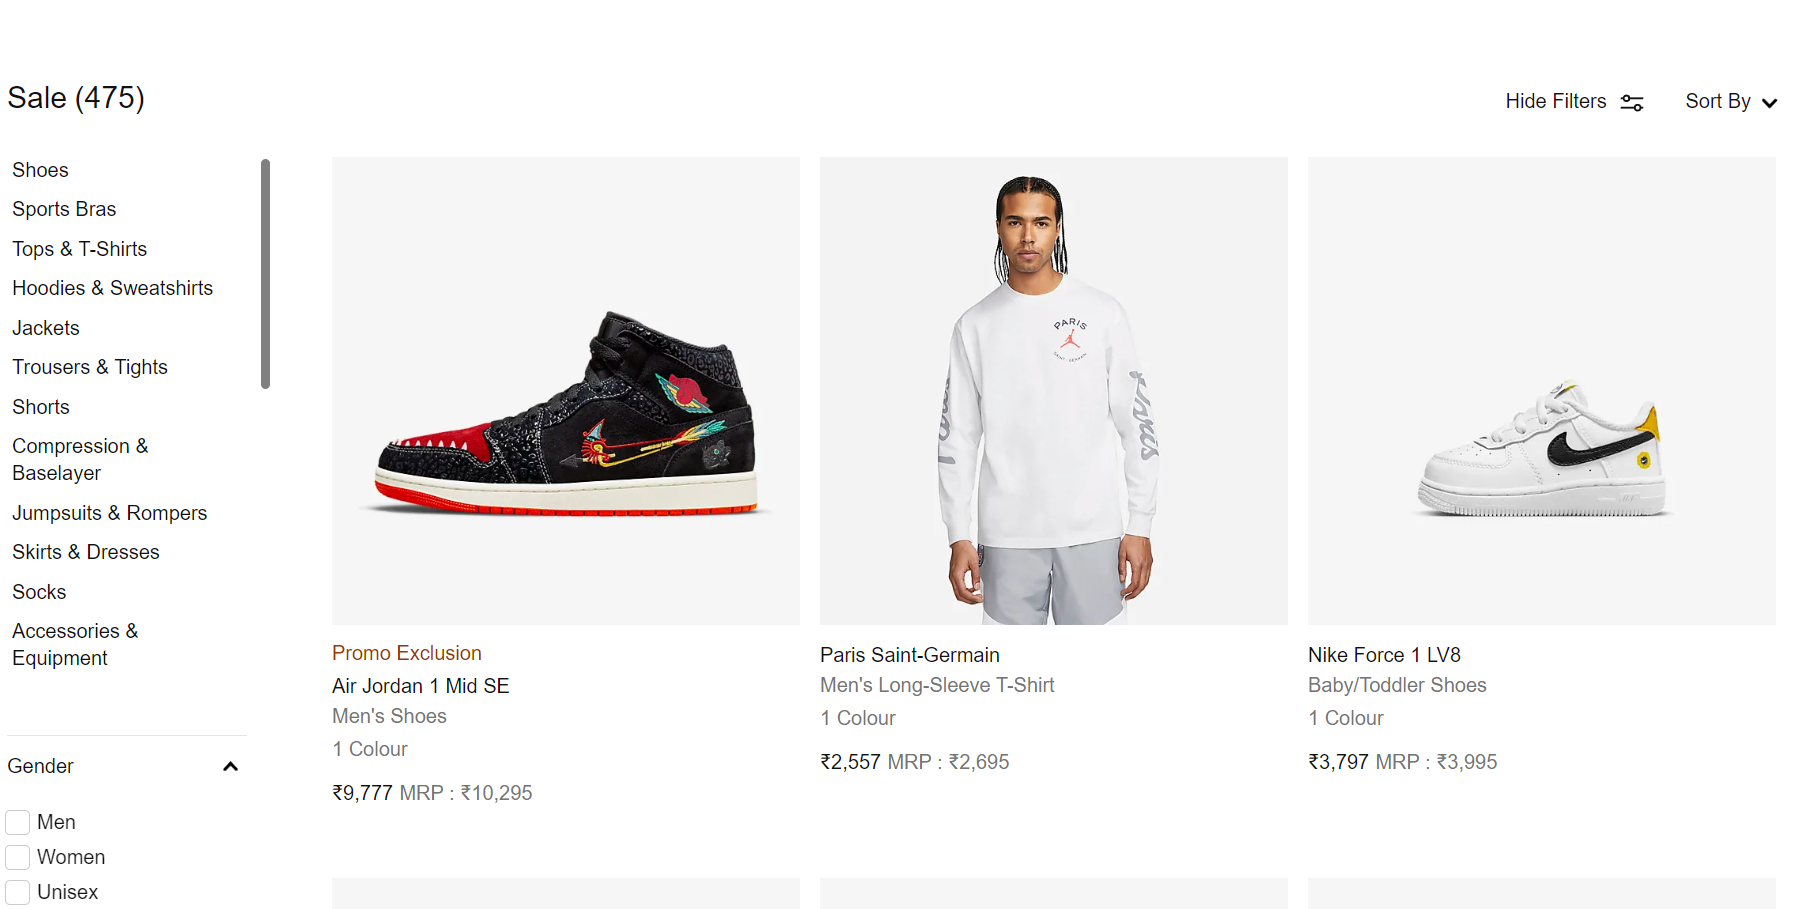 Sale (475)
Hide Filters
Sort By
Shoes
Sports Bras
Tops & T-Shirts
Hoodies & Sweatshirts
Jackets
Trousers & Tights
Shorts
Compression &
Baselayer
Jumpsuits & Rompers
Skirts & Dresses
Socks
Accessories &
Equipment
Gender
Men
Women
Unisex
PARIS
SAINT-GERMAIN
Paris
Promo Exclusion
Air Jordan 1 Mid SE
Men's Shoes
1 Colour
₹9,777 MRP : ₹10,295
Paris Saint-Germain
Men's Long-Sleeve T-Shirt
1 Colour
₹2,557 MRP : ₹2,695
Nike Force 1 LV8
Baby/Toddler Shoes
1 Colour
₹3,797 MRP : ₹3,995